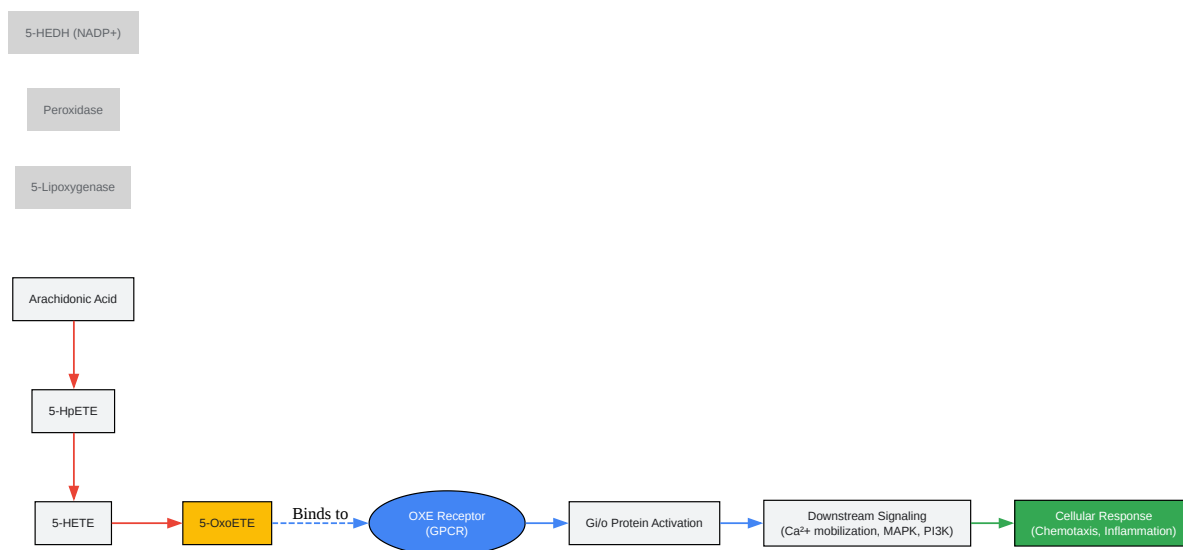 5-HEDH (NADP+)
Peroxidase
5-Lipoxygenase
Arachidonic Acid
5-HpETE
5-HETE
5-OxoETE
Binds to
OXE Receptor
(GPCR)
Gi/o Protein Activation
Downstream Signaling
(Ca²+ mobilization, MAPK, PI3K)
Cellular Response
(Chemotaxis, Inflammation)